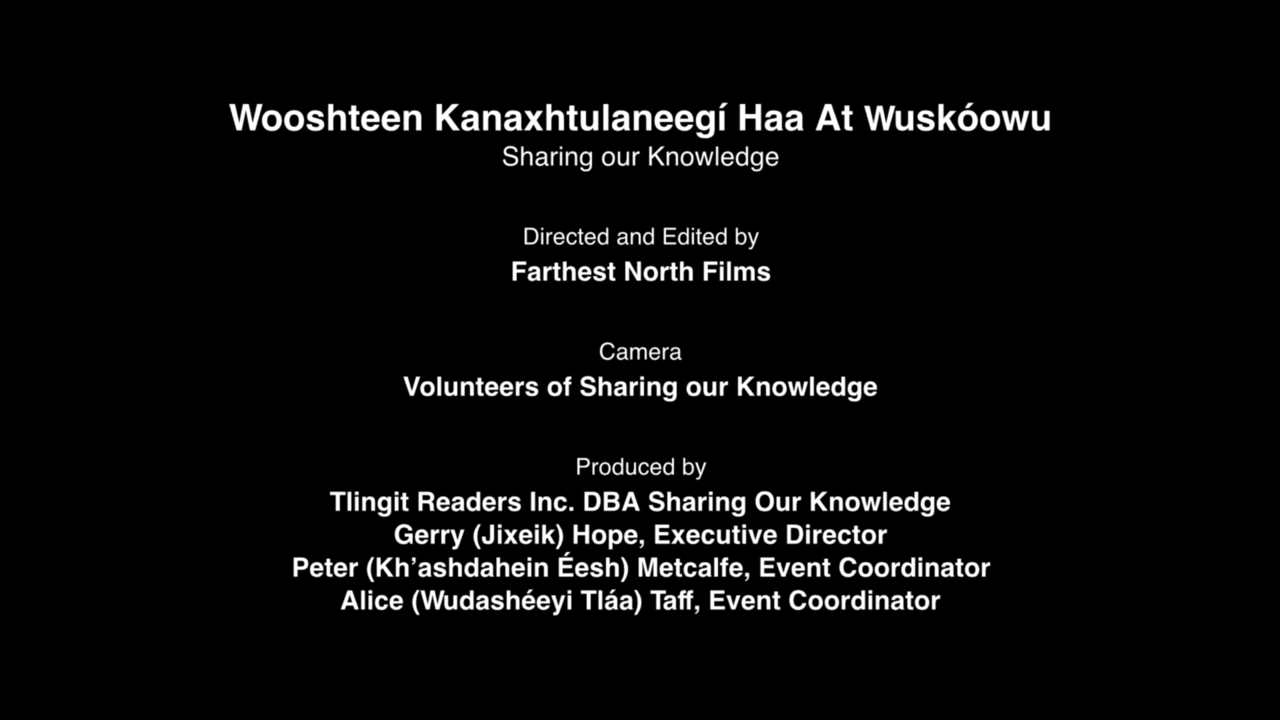 Wooshteen Kanaxhtulaneegí Haa At Wuskóowu
Sharing our Knowledge
Directed and Edited by
Farthest North Films
Camera
Volunteers of Sharing our Knowledge
Produced by
Tlingit Readers Inc. DBA Sharing Our Knowledge
Gerry (Jixeik) Hope, Executive Director
Peter (Kh’ashdahein Éesh) Metcalfe, Event Coordinator
Alice (Wudashéeyi Tláa) Taff, Event Coordinator